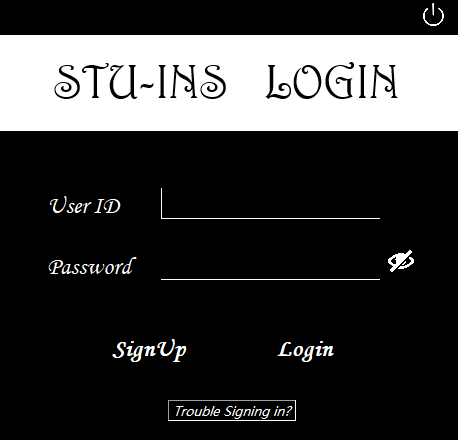 STU-INS LOGIN
User ID
Password
SignUp Login
Trouble Signing in?